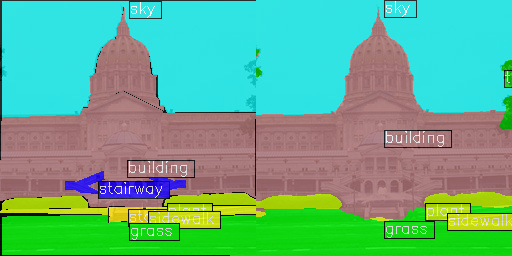 sky
building
stairway
plant
sidewalk
grass
sky
building
plant
sidewalk
grass